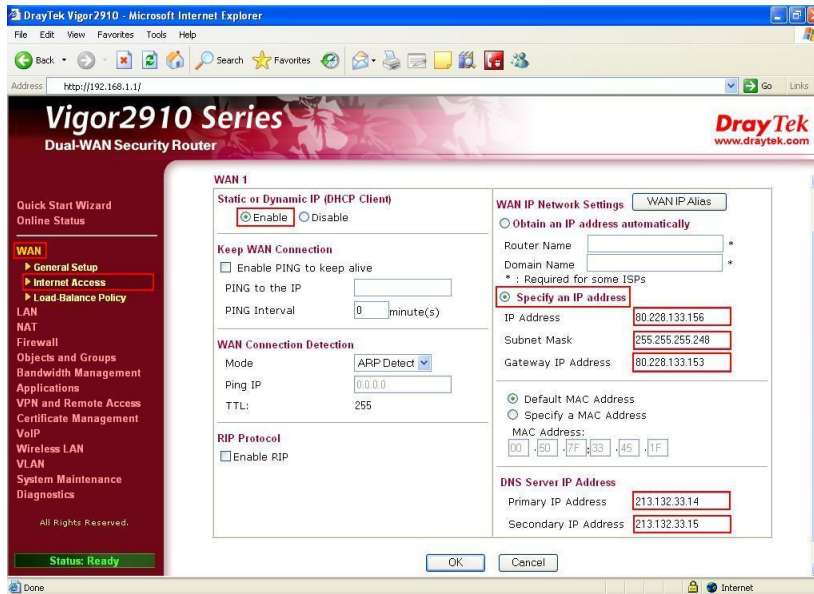 DrayTek Vigor2910 - Microsoft Internet Explorer
File Edit View Favorites Tools Help
Back Search Favorites
Address http://192.168.1.1/ Go Links
Vigor2910 Series
Dual-WAN Security Router
DrayTek
www.draytek.com
Quick Start Wizard
Online Status
WAN
General Setup
Internet Access
Load-Balance Policy
LAN
NAT
Firewall
Objects and Groups
Bandwidth Management
Applications
VPN and Remote Access
Certificate Management
VoIP
Wireless LAN
VLAN
System Maintenance
Diagnostics
All Rights Reserved.
Status: Ready
WAN 1
Static or Dynamic IP (DHCP Client)
Enable Disable
Keep WAN Connection
Enable PING to keep alive
PING to the IP
PING Interval 0 minute(s)
WAN Connection Detection
Mode ARP Detect
Ping IP 0.0.0.0
TTL: 255
RIP Protocol
Enable RIP
WAN IP Network Settings WAN IP Alias
Obtain an IP address automatically
Router Name *
Domain Name *
* : Required for some ISPs
Specify an IP address
IP Address 80.228.133.156
Subnet Mask 255.255.255.248
Gateway IP Address 80.228.133.153
Default MAC Address
Specify a MAC Address
MAC Address:
00 .50 .7F :33 .45 .1F
DNS Server IP Address
Primary IP Address 213.132.33.14
Secondary IP Address 213.132.33.15
OK Cancel
Done Internet